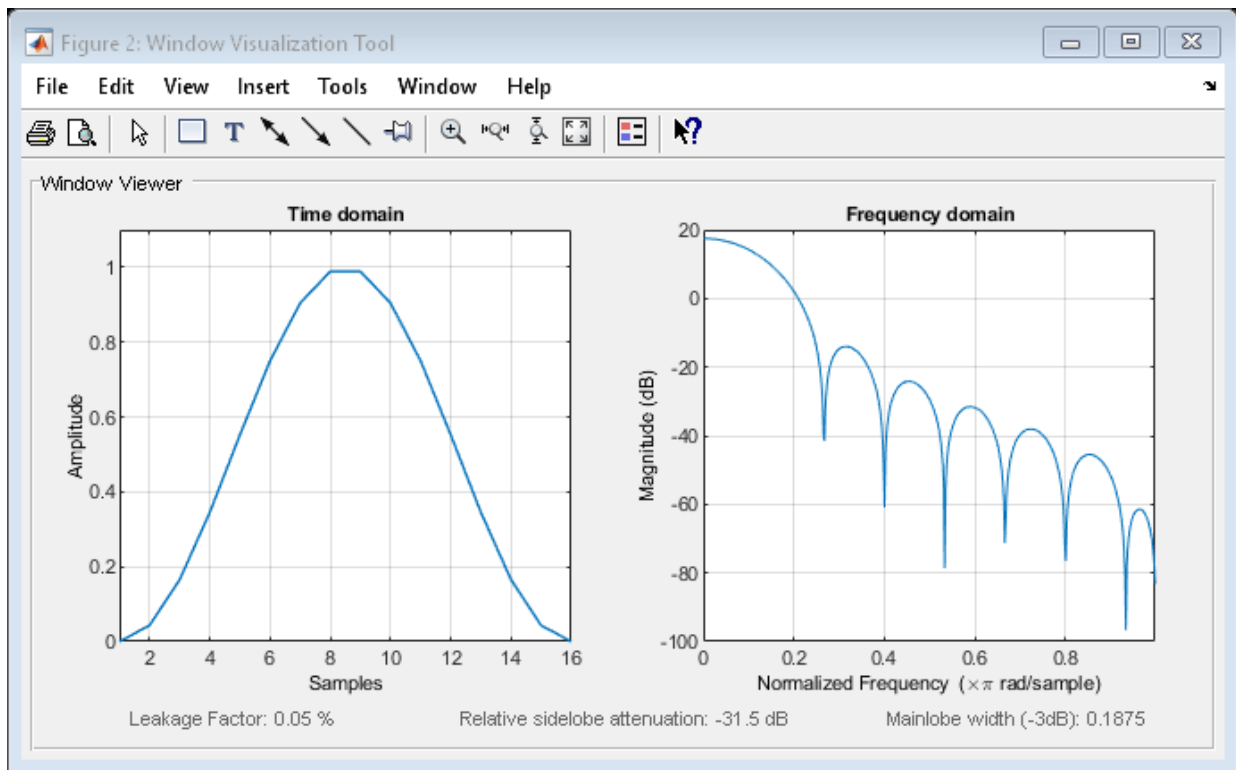 Figure 2: Window Visualization Tool
File Edit View Insert Tools Window Help
T
?
Window Viewer
Time domain
1
0.8
0.6
0.4
0.2
0
Amplitude
2 4 6 8 10 12 14 16
Samples
Frequency domain
20
0
-20
-40
-60
-80
-100
Magnitude (dB)
0 0.2 0.4 0.6 0.8
Normalized Frequency (×π rad/sample)
Leakage Factor: 0.05 % Relative sidelobe attenuation: -31.5 dB Mainlobe width (-3dB): 0.1875